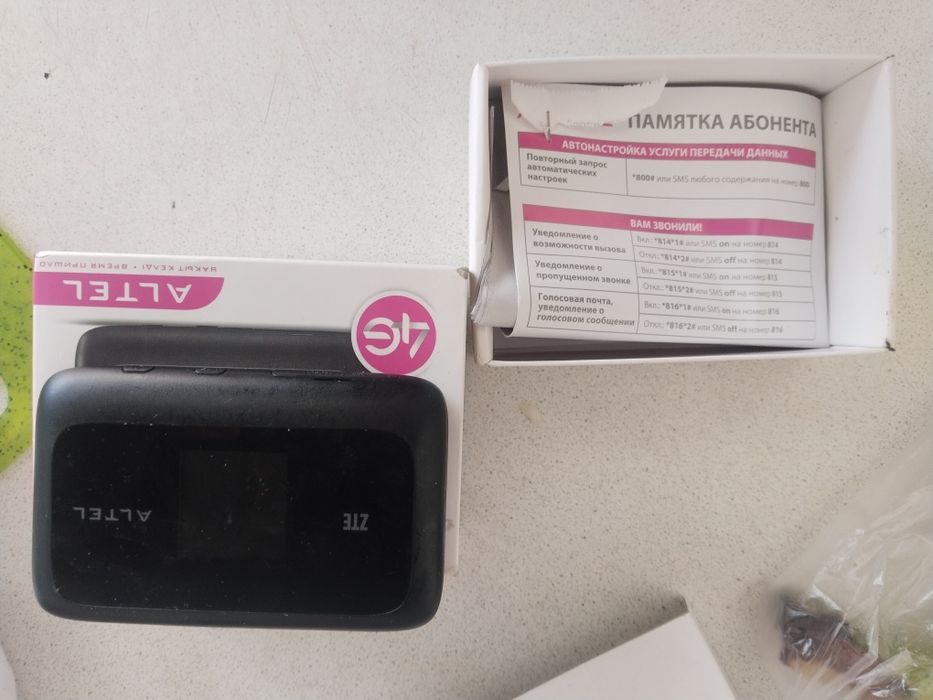 ПАМЯТКА АБОНЕНТА
АВТОНАСТРОЙКА УСЛУГИ ПЕРЕДАЧИ ДАННЫХ
Повторный запрос
автоматических
настроек
*800# или SMS любого содержания на номер 800
ВАМ ЗВОНИЛИ!
Уведомление о
возможности вызова
Вкл.: *814*1# или SMS on на номер 814
Откл.: *814*2# или SMS off на номер 814
Уведомление о
пропущенном звонке
Вкл.: *815*1# или SMS on на номер 815
Откл.: *815*2# или SMS off на номер 815
Голосовая почта,
уведомление о
голосовом сообщении
Вкл.: *816*1# или SMS on на номер 816
Откл.: *816*2# или SMS off на номер 816
УАҚЫТ КЕЛДІ • ВРЕМЯ ПРИШЛО
ALTEL
4G
ALTEL
ZTE